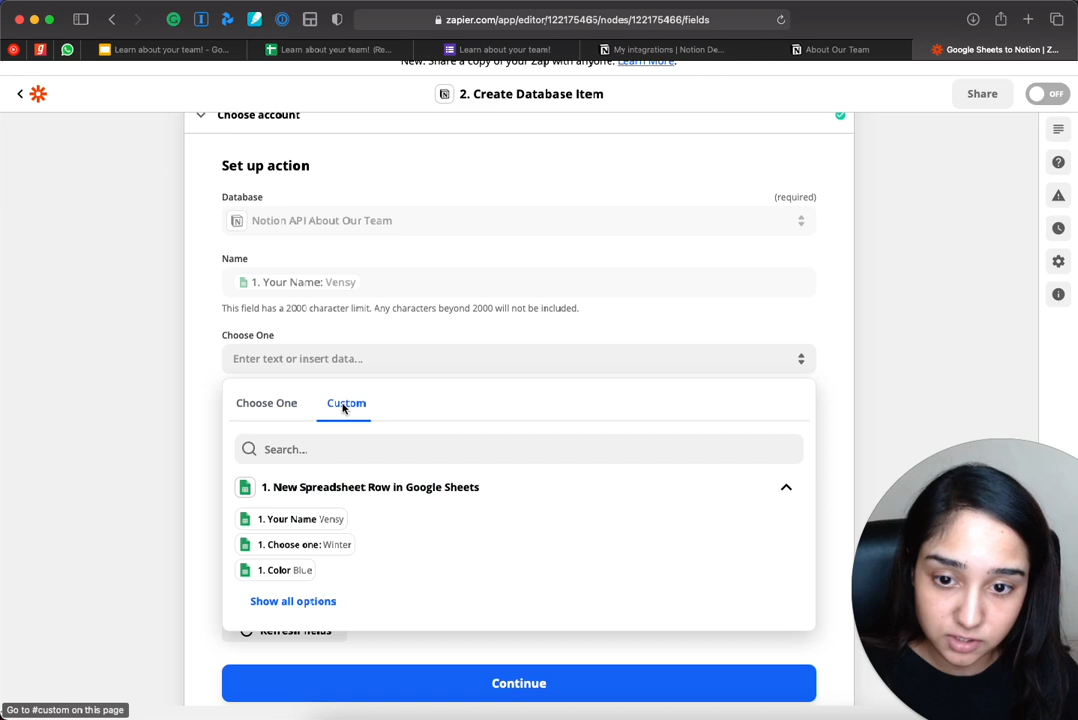 zapier.com/app/editor/122175465/nodes/122175466/fields
Learn about your team! - Go...
Learn about your team! (Re...
Learn about your team!
My integrations | Notion De...
About Our Team
Google Sheets to Notion | Z...
New: Share a copy of your Zap with anyone. Learn More.
2. Create Database Item
Share
OFF
Choose account
Set up action
Database
(required)
Notion API About Our Team
Name
1. Your Name: Vensy
This field has a 2000 character limit. Any characters beyond 2000 will not be included.
Choose One
Enter text or insert data...
Choose One
Custom
Search...
1. New Spreadsheet Row in Google Sheets
1. Your Name Vensy
1. Choose one: Winter
1. Color Blue
Show all options
Refresh fields
Continue
Go to #custom on this page